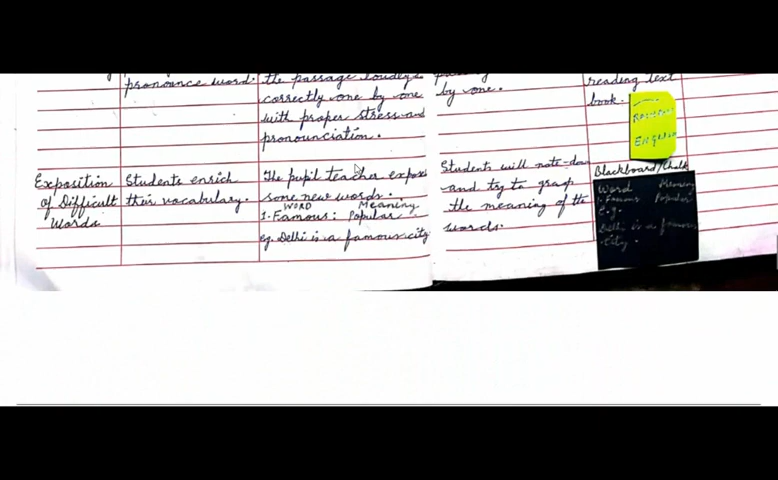 pronounce word.
the passage loudly &
correctly one by one
with proper stress and
pronounciation.
by one.
reading text
book.
Exposition
of Difficult
Words
Students enrich
their vocabulary.
The pupil teacher expose
some new words.
WORD Meaning
1. Famous : Popular
eg. Delhi is a famous city
Students will note-down
and try to grasp
the meaning of the
words.
Blackboard/Chalk
Word Meaning
1. Famous Popular
e.g.
Delhi is a famous
city.